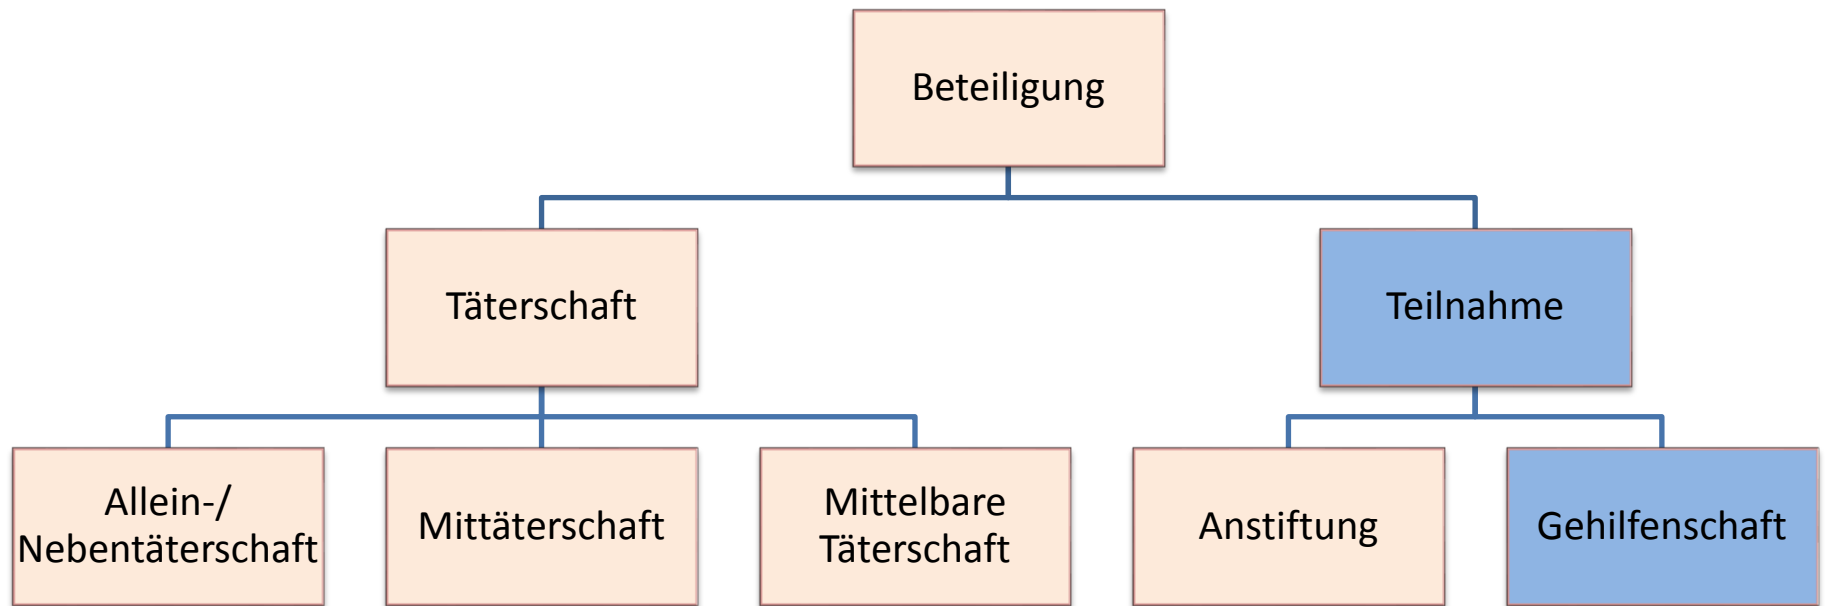 Beteiligung
Täterschaft
Teilnahme
Allein-/
Nebentäterschaft
Mittäterschaft
Mittelbare
Täterschaft
Anstiftung
Gehilfenschaft